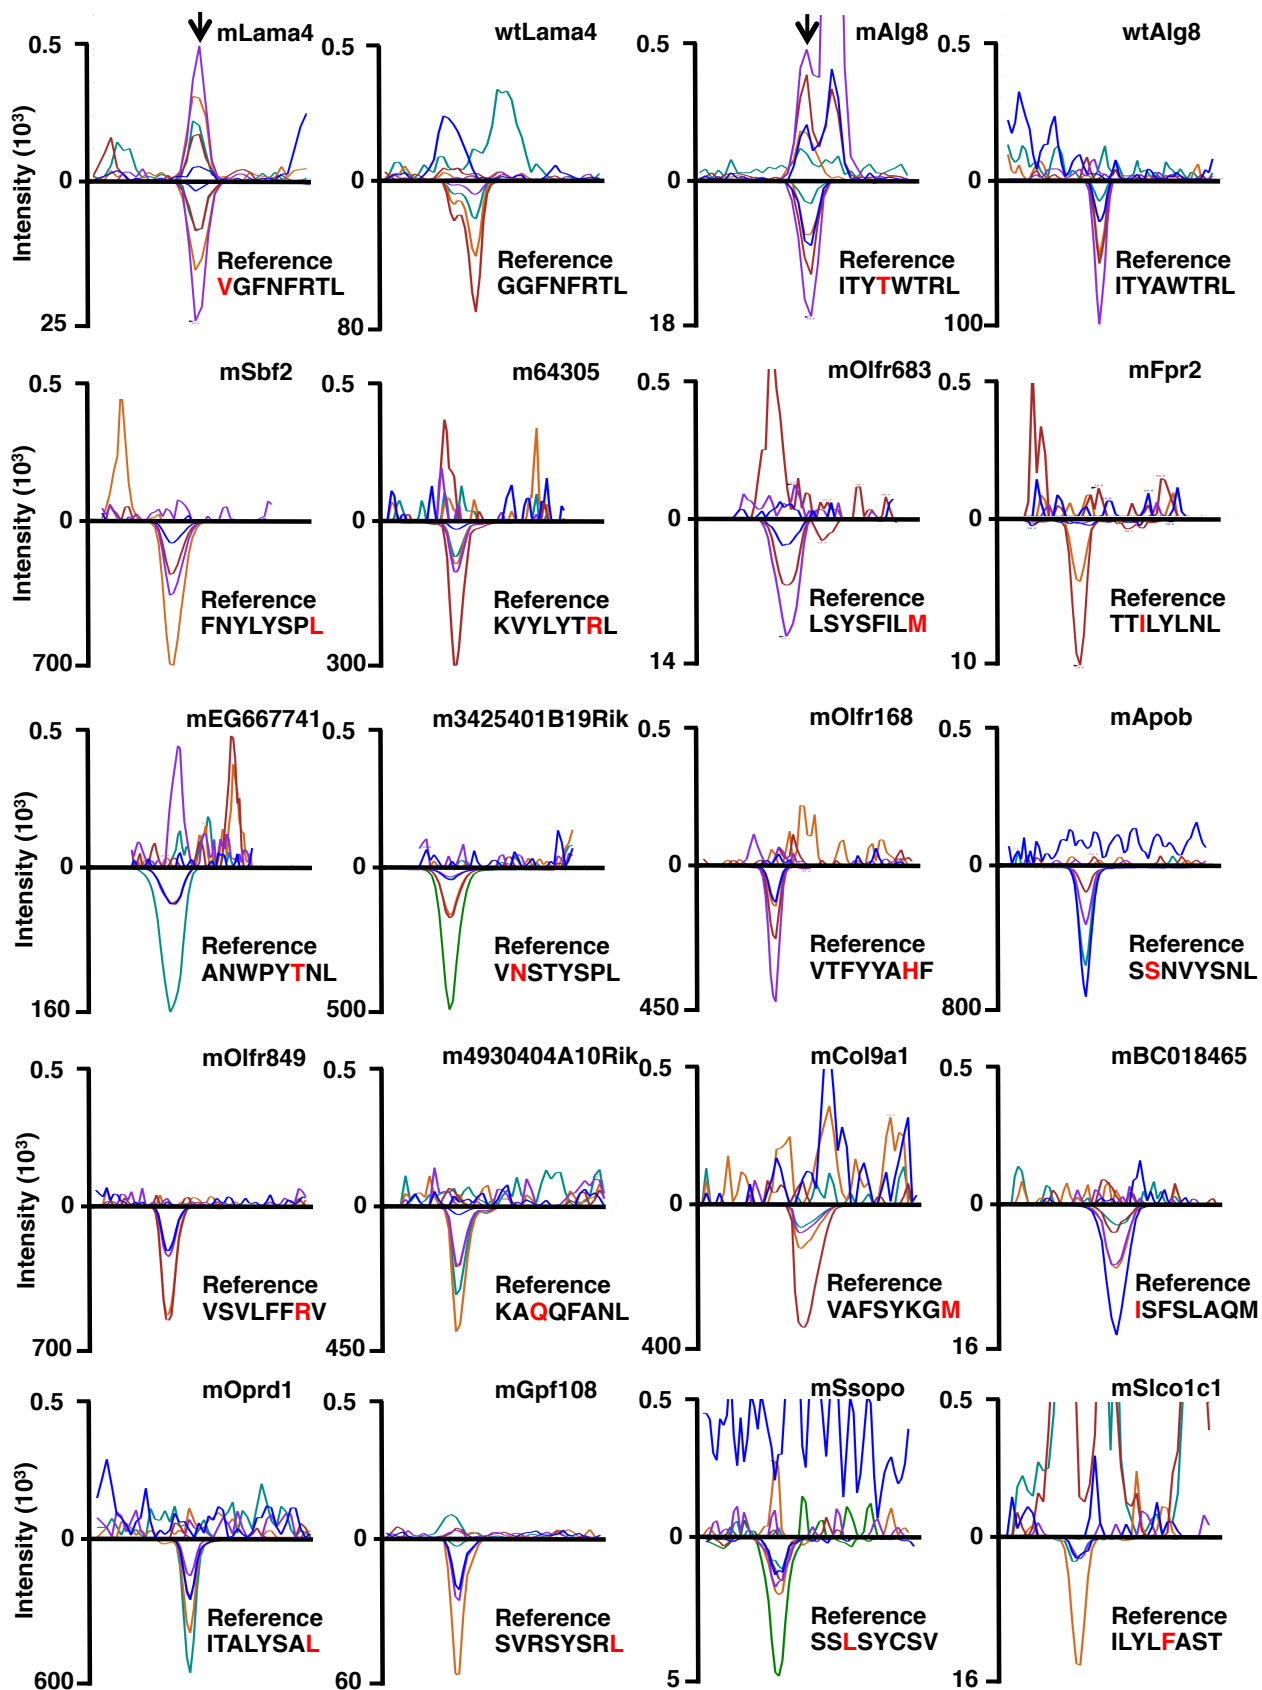 mLama4 wtLama4 mAlg8 wtAlg8
0.5 0.5 0.5 0.5
Intensity (10³)
0 0 0 0
Reference Reference Reference Reference
VGFNFRTL GGFNFRTL ITYTWTRL ITYAWTRL
25 80 18 100
mSbf2 m64305 mOlfr683 mFpr2
0.5 0.5 0.5 0.5
Intensity (10³)
0 0 0 0
Reference Reference Reference Reference
FNYLYSPL KVYLYTRL LSYSFILM TTILYLNL
700 300 14 10
mEG667741 m3425401B19Rik mOlfr168 mApob
0.5 0.5 0.5 0.5
Intensity (10³)
0 0 0 0
Reference Reference Reference Reference
ANWPYTNL VNSTYSPL VTFYYAHF SSNVYSNL
160 500 450 800
mOlfr849 m4930404A10Rik mCol9a1 mBC018465
0.5 0.5 0.5 0.5
Intensity (10³)
0 0 0 0
Reference Reference Reference Reference
VSVLFFRV KAQQFANL VAFSYKGM ISFSLAQM
700 450 400 16
mOprd1 mGpf108 mSsopo mSlco1c1
0.5 0.5 0.5 0.5
Intensity (10³)
0 0 0 0
Reference Reference Reference Reference
ITALYSAL SVRSYSRL SSLSYCSV ILYLFAST
600 60 5 16